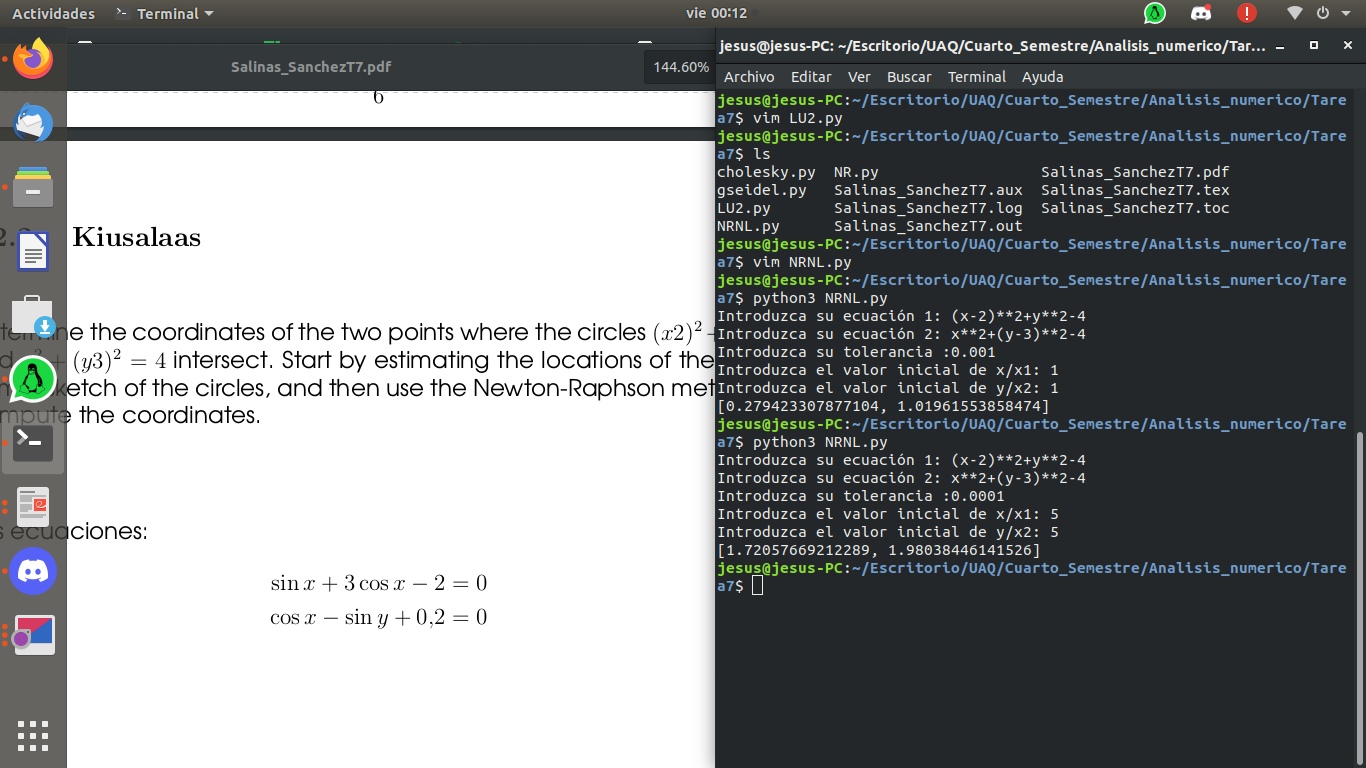 Actividades
Terminal
vie 00:12
Salinas_SanchezT7.pdf
144.60%
6
Kiusalaas
the coordinates of the two points where the circles (x2)²
(y3)² = 4 intersect. Start by estimating the locations of the
of the circles, and then use the Newton-Raphson
the coordinates.
ecuaciones:
sin x + 3 cos x − 2 = 0
cos x − sin y + 0,2 = 0
jesus@jesus-PC: ~/Escritorio/UAQ/Cuarto_Semestre/Analisis_numerico/Tar...
Archivo Editar Ver Buscar Terminal Ayuda
jesus@jesus-PC:~/Escritorio/UAQ/Cuarto_Semestre/Analisis_numerico/Tare
a7$ vim LU2.py
jesus@jesus-PC:~/Escritorio/UAQ/Cuarto_Semestre/Analisis_numerico/Tare
a7$ ls
cholesky.py NR.py Salinas_SanchezT7.pdf
gseidel.py Salinas_SanchezT7.aux Salinas_SanchezT7.tex
LU2.py Salinas_SanchezT7.log Salinas_SanchezT7.toc
NRNL.py Salinas_SanchezT7.out
jesus@jesus-PC:~/Escritorio/UAQ/Cuarto_Semestre/Analisis_numerico/Tare
a7$ vim NRNL.py
jesus@jesus-PC:~/Escritorio/UAQ/Cuarto_Semestre/Analisis_numerico/Tare
a7$ python3 NRNL.py
Introduzca su ecuación 1: (x-2)**2+y**2-4
Introduzca su ecuación 2: x**2+(y-3)**2-4
Introduzca su tolerancia :0.001
Introduzca el valor inicial de x/x1: 1
Introduzca el valor inicial de y/x2: 1
[0.279423307877104, 1.01961553858474]
jesus@jesus-PC:~/Escritorio/UAQ/Cuarto_Semestre/Analisis_numerico/Tare
a7$ python3 NRNL.py
Introduzca su ecuación 1: (x-2)**2+y**2-4
Introduzca su ecuación 2: x**2+(y-3)**2-4
Introduzca su tolerancia :0.0001
Introduzca el valor inicial de x/x1: 5
Introduzca el valor inicial de y/x2: 5
[1.72057669212289, 1.98038446141526]
jesus@jesus-PC:~/Escritorio/UAQ/Cuarto_Semestre/Analisis_numerico/Tare
a7$